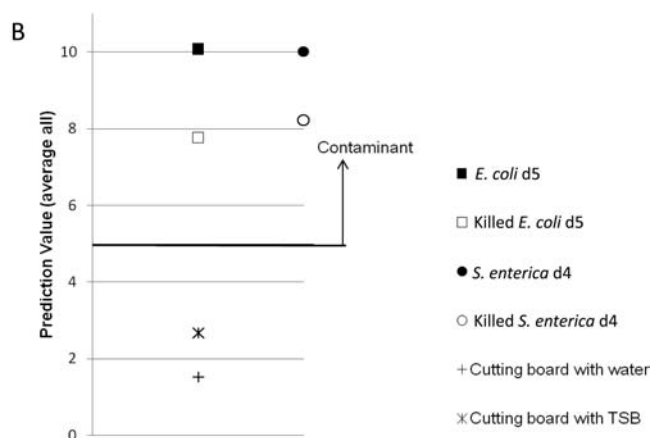 B
Prediction Value (average all)
10
8
6
4
2
0
Contaminant
E. coli d5
Killed E. coli d5
S. enterica d4
Killed S. enterica d4
Cutting board with water
Cutting board with TSB